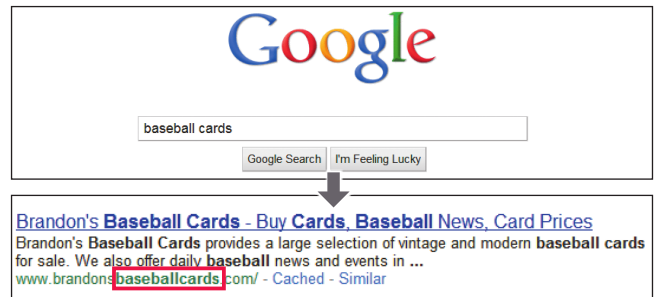 Google
baseball cards
Google Search I'm Feeling Lucky
Brandon's Baseball Cards - Buy Cards, Baseball News, Card Prices
Brandon's Baseball Cards provides a large selection of vintage and modern baseball cards
for sale. We also offer daily baseball news and events in ...
www.brandonsbaseballcards.com/ - Cached - Similar